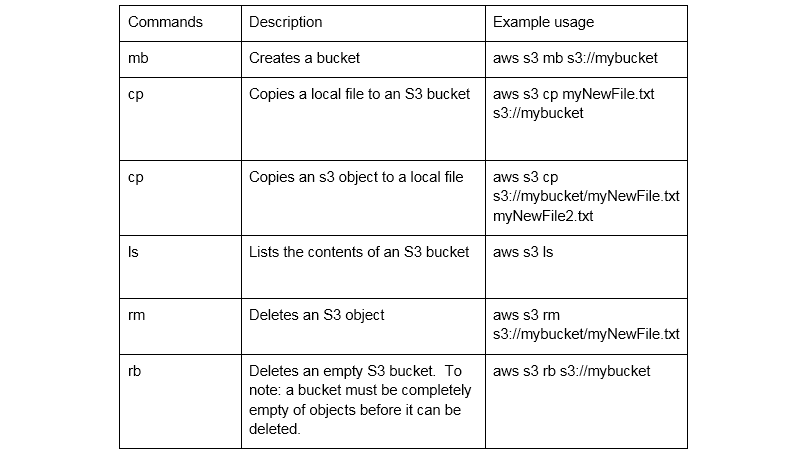 Commands Description Example usage
mb Creates a bucket aws s3 mb s3://mybucket
cp Copies a local file to an S3 bucket aws s3 cp myNewFile.txt
s3://mybucket
cp Copies an s3 object to a local file aws s3 cp
s3://mybucket/myNewFile.txt
myNewFile2.txt
ls Lists the contents of an S3 bucket aws s3 ls
rm Deletes an S3 object aws s3 rm
s3://mybucket/myNewFile.txt
rb Deletes an empty S3 bucket.  To aws s3 rb s3://mybucket
note: a bucket must be completely
empty of objects before it can be
deleted.